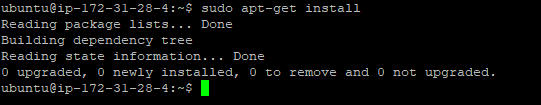 ubuntu@ip-172-31-28-4:~$ sudo apt-get install
Reading package lists... Done
Building dependency tree
Reading state information... Done
0 upgraded, 0 newly installed, 0 to remove and 0 not upgraded.
ubuntu@ip-172-31-28-4:~$